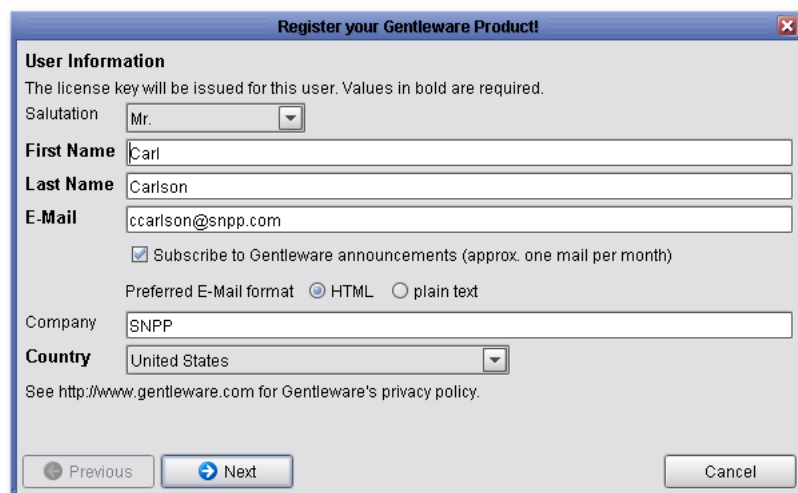 Register your Gentleware Product!
User Information
The license key will be issued for this user. Values in bold are required.
Salutation Mr.
First Name Carl
Last Name Carlson
E-Mail ccarlson@snpp.com
Subscribe to Gentleware announcements (approx. one mail per month)
Preferred E-Mail format HTML plain text
Company SNPP
Country United States
See http://www.gentleware.com for Gentleware's privacy policy.
Previous Next Cancel